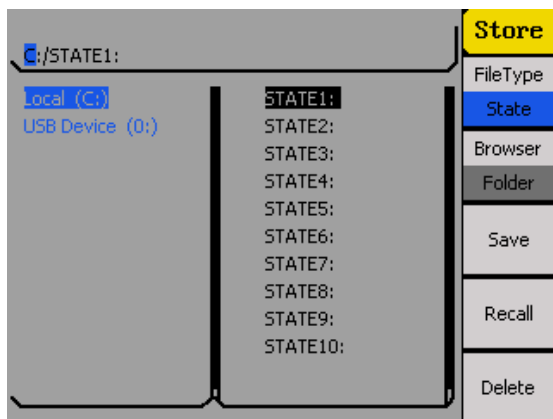 C:/STATE1:
Local (C:)
USB Device (0:)
STATE1:
STATE2:
STATE3:
STATE4:
STATE5:
STATE6:
STATE7:
STATE8:
STATE9:
STATE10:
Store
FileType
State
Browser
Folder
Save
Recall
Delete